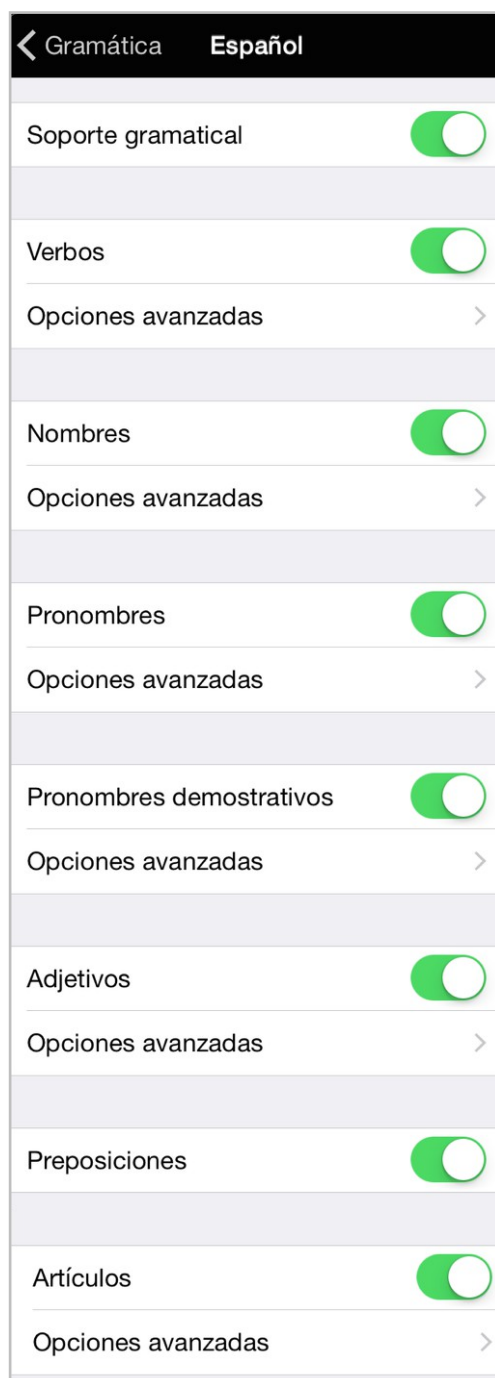 Gramática Español
Soporte gramatical
Verbos
Opciones avanzadas
Nombres
Opciones avanzadas
Pronombres
Opciones avanzadas
Pronombres demostrativos
Opciones avanzadas
Adjetivos
Opciones avanzadas
Preposiciones
Artículos
Opciones avanzadas